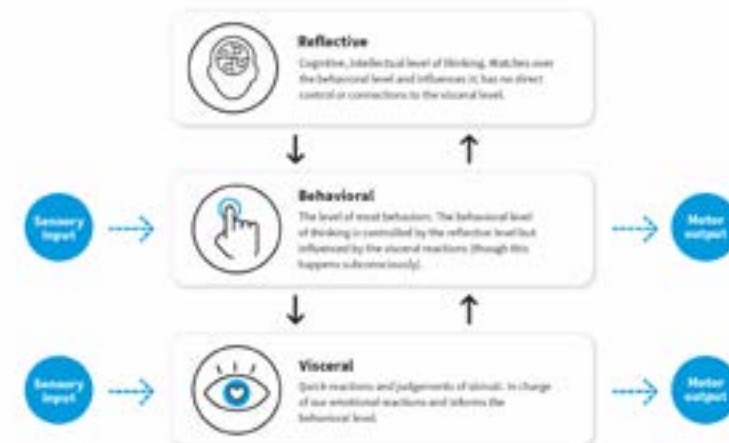 Reflective
Cognitive, intellectual level of thinking. Watches over
the behavioral level and influences it; has no direct
control or connections to the visceral level.
Sensory
input
Behavioral
The level of most behaviors. The behavioral level
of thinking is controlled by the reflective level but
influenced by the visceral reactions (though this
happens subconsciously).
Motor
output
Sensory
input
Visceral
Quick reactions and judgements of stimuli. In charge
of our emotional reactions and informs the
behavioral level.
Motor
output